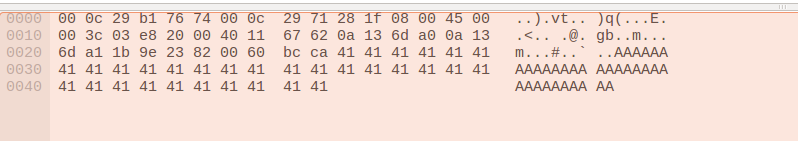 0000 00 0c 29 b1 76 74 00 0c 29 71 28 1f 08 00 45 00 ..).vt.. )q(...E.
0010 00 3c 03 e8 20 00 40 11 67 62 0a 13 6d a0 0a 13 .<.. .@. gb..m...
0020 6d a1 1b 9e 23 82 00 60 bc ca 41 41 41 41 41 41 m...#..` ..AAAAAA
0030 41 41 41 41 41 41 41 41 41 41 41 41 41 41 41 41 AAAAAAAA AAAAAAAA
0040 41 41 41 41 41 41 41 41 41 41 AAAAAAAA AA